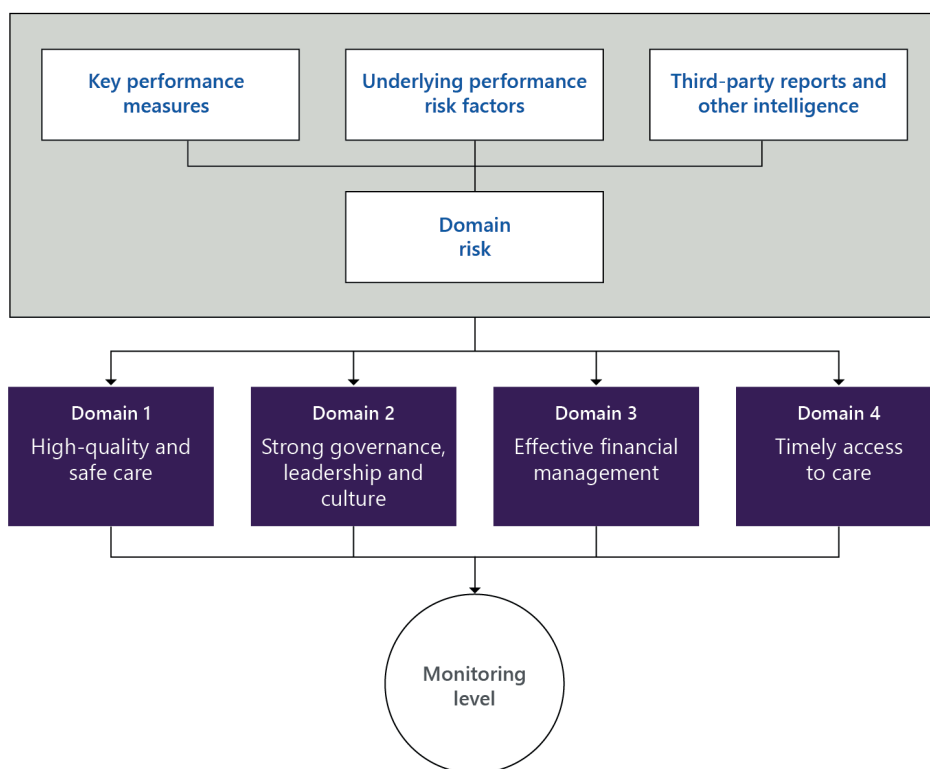 Key performance
measures
Underlying performance
risk factors
Third-party reports and
other intelligence
Domain
risk
Domain 1
High-quality and
safe care
Domain 2
Strong governance,
leadership and
culture
Domain 3
Effective financial
management
Domain 4
Timely access
to care
Monitoring
level